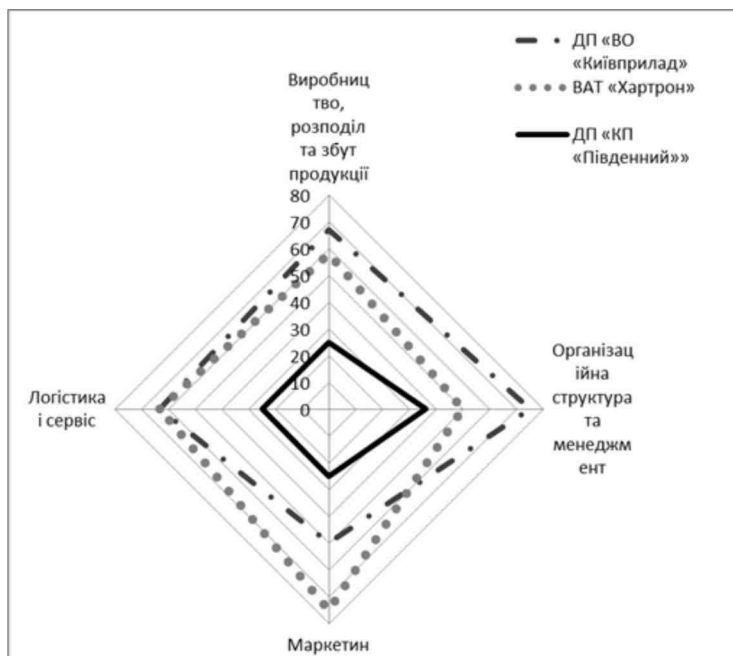 ДП «ВО
«Київприлад»
ВАТ «Хартрон»
ДП «КП
«Південний»»
Виробниц
тво,
розподіл
та збут
продукції
80
70
60
50
40
30
20
10
0
Організац
ійна
структура
та
менеджм
ент
Логістика
і сервіс
Маркетин